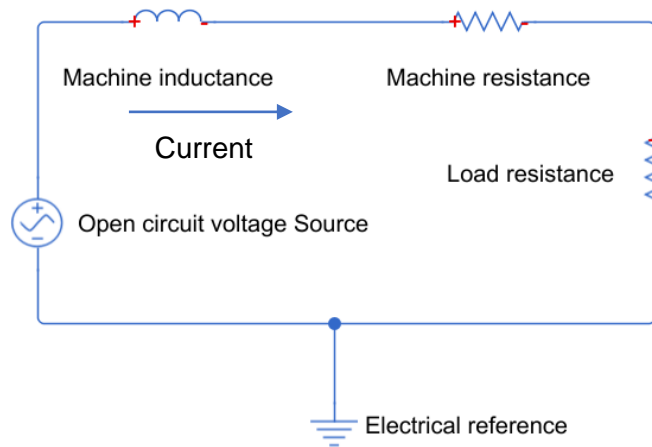 Machine inductance
Machine resistance
Current
Load resistance
Open circuit voltage Source
Electrical reference